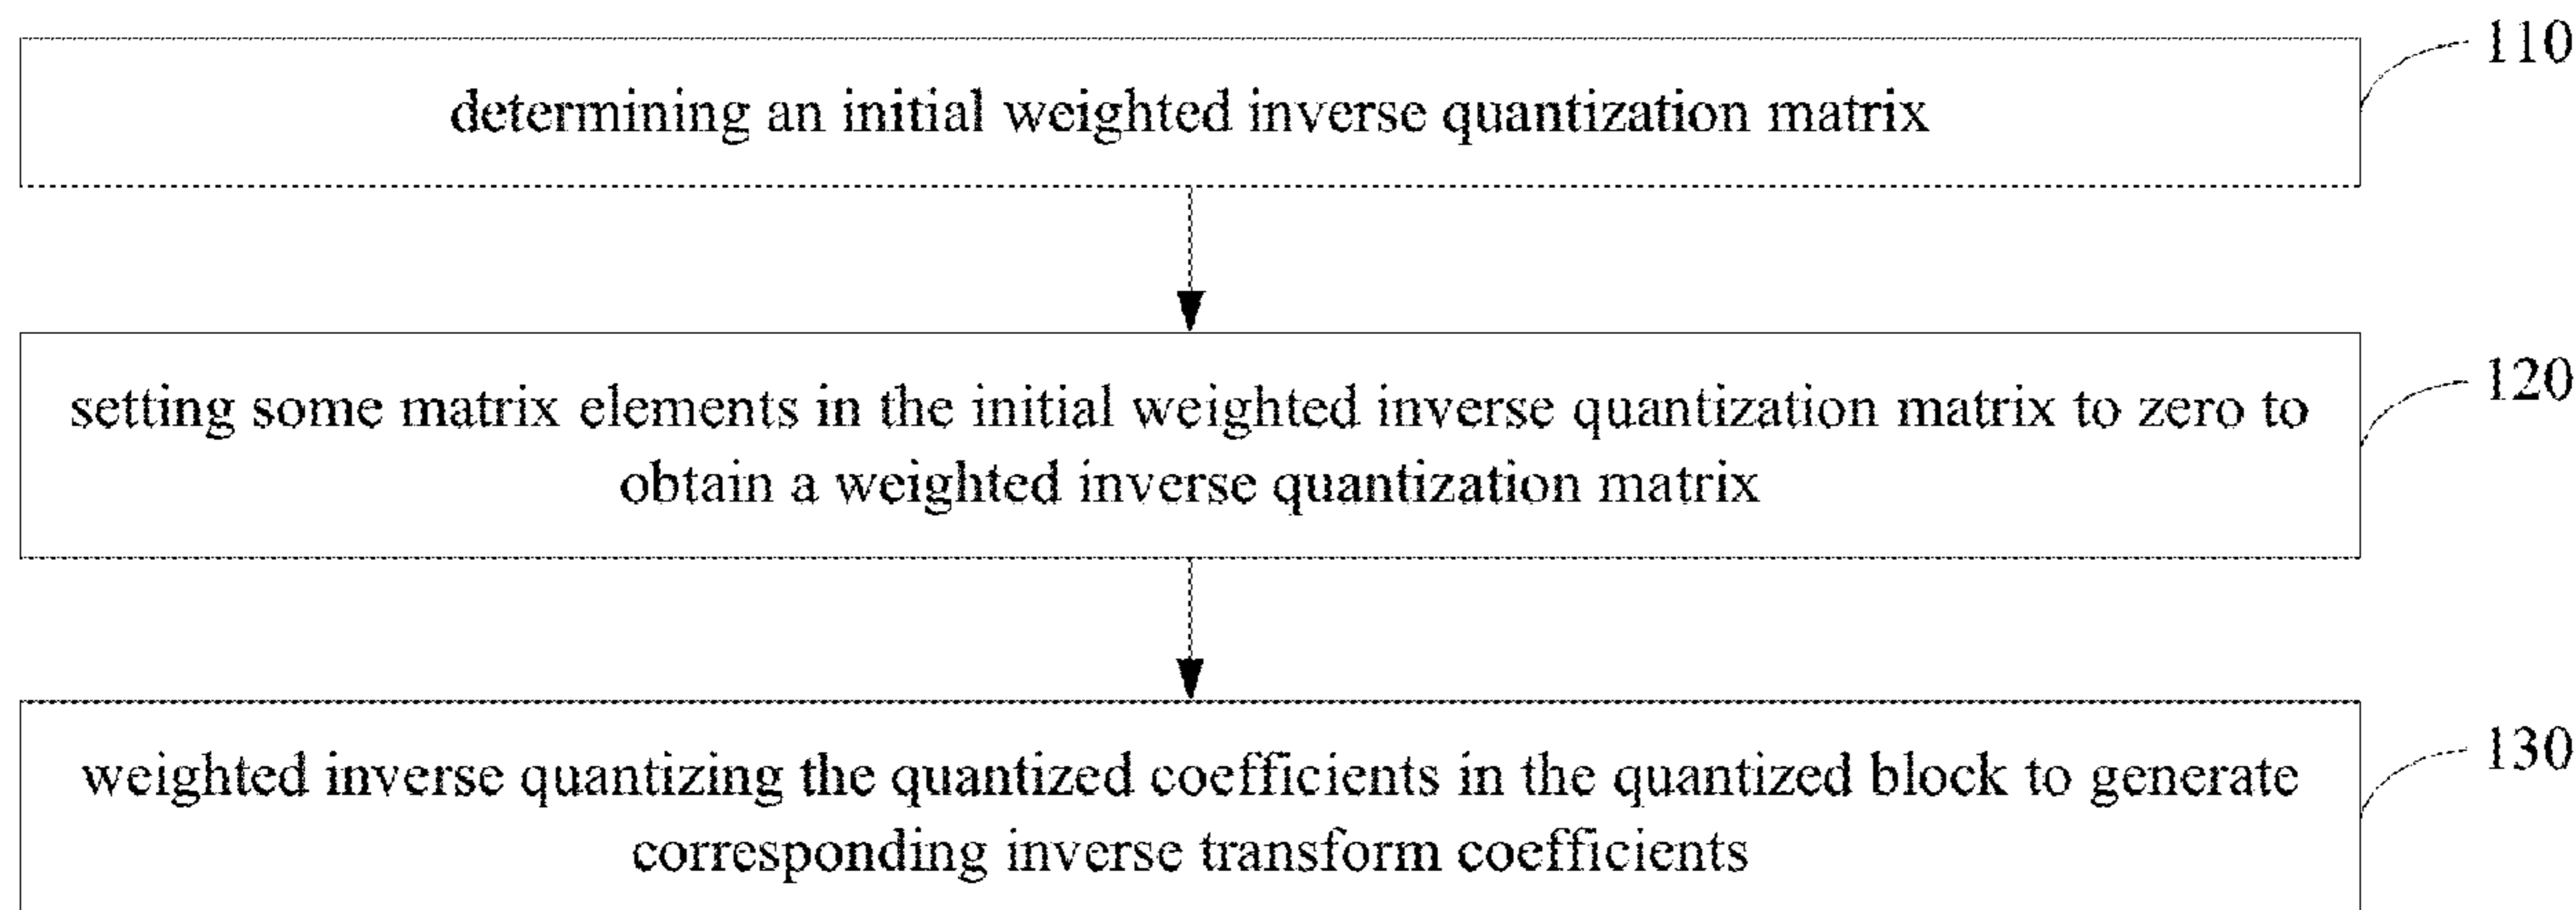 110
determining an initial weighted inverse quantization matrix
120
setting some matrix elements in the initial weighted inverse quantization matrix to zero to
obtain a weighted inverse quantization matrix
130
weighted inverse quantizing the quantized coefficients in the quantized block to generate
corresponding inverse transform coefficients